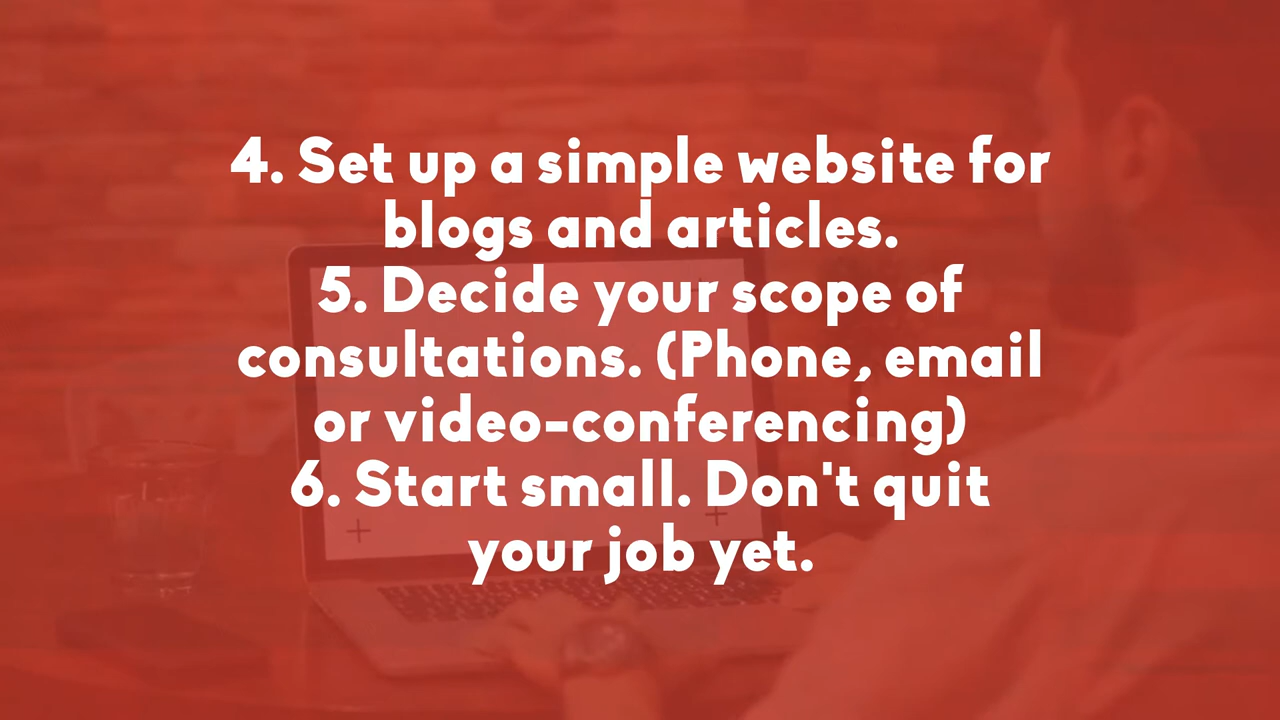 4. Set up a simple website for
blogs and articles.
5. Decide your scope of
consultations. (Phone, email
or video-conferencing)
6. Start small. Don't quit
your job yet.